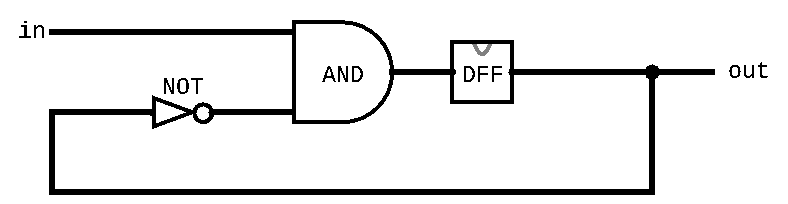 in
NOT
AND
DFF
out